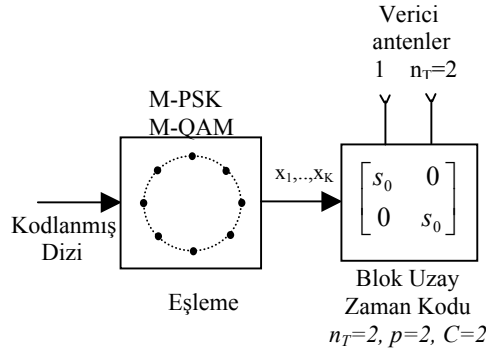 Verici
antenler
1 n_T=2
M-PSK
M-QAM
x_1,..,x_K
s_0 0
0 s_0
Kodlanmış
Dizi
Eşleme
Blok Uzay
Zaman Kodu
n_T=2, p=2, C=2